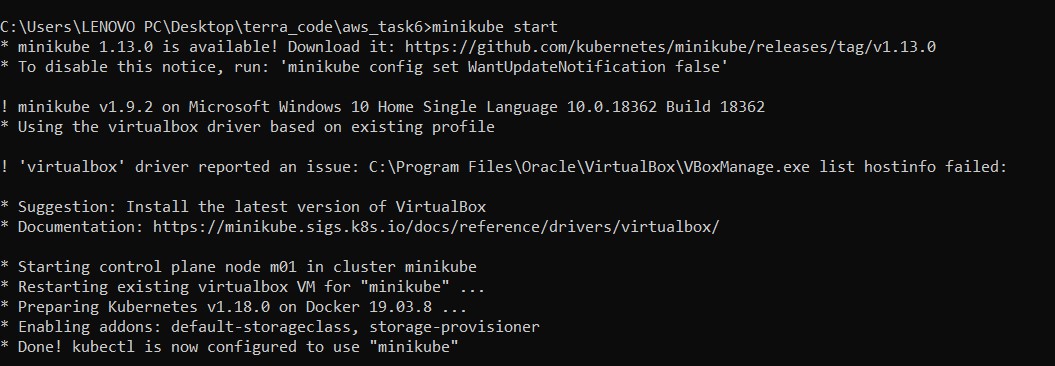 C:\Users\LENOVO PC\Desktop\terra_code\aws_task6>minikube start
* minikube 1.13.0 is available! Download it: https://github.com/kubernetes/minikube/releases/tag/v1.13.0
* To disable this notice, run: 'minikube config set WantUpdateNotification false'
! minikube v1.9.2 on Microsoft Windows 10 Home Single Language 10.0.18362 Build 18362
* Using the virtualbox driver based on existing profile
! 'virtualbox' driver reported an issue: C:\Program Files\Oracle\VirtualBox\VBoxManage.exe list hostinfo failed:
* Suggestion: Install the latest version of VirtualBox
* Documentation: https://minikube.sigs.k8s.io/docs/reference/drivers/virtualbox/
* Starting control plane node m01 in cluster minikube
* Restarting existing virtualbox VM for "minikube" ...
* Preparing Kubernetes v1.18.0 on Docker 19.03.8 ...
* Enabling addons: default-storageclass, storage-provisioner
* Done! kubectl is now configured to use "minikube"